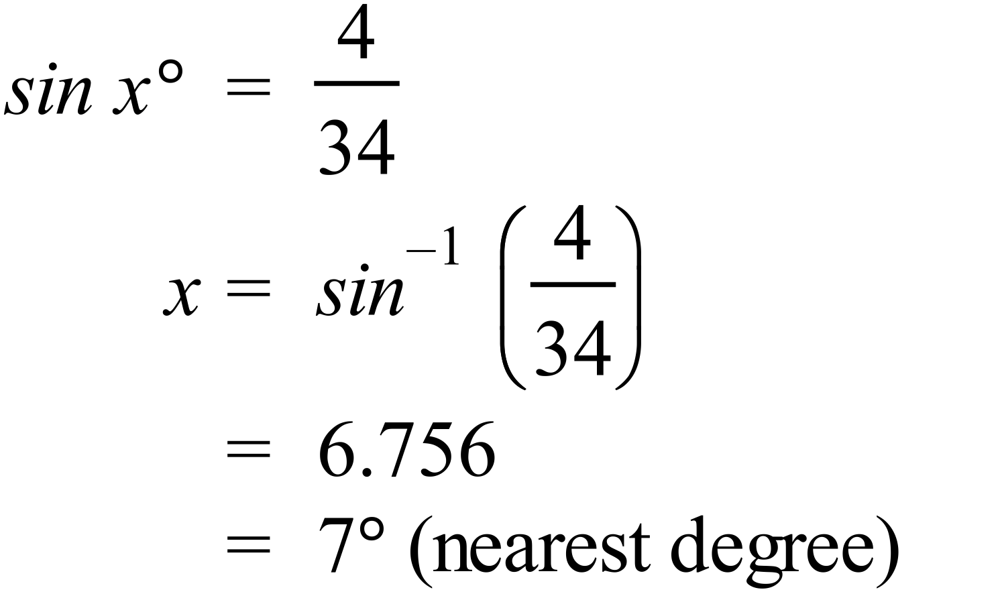 sin x° = 4/34
x = sin⁻¹ (4/34)
= 6.756
= 7° (nearest degree)